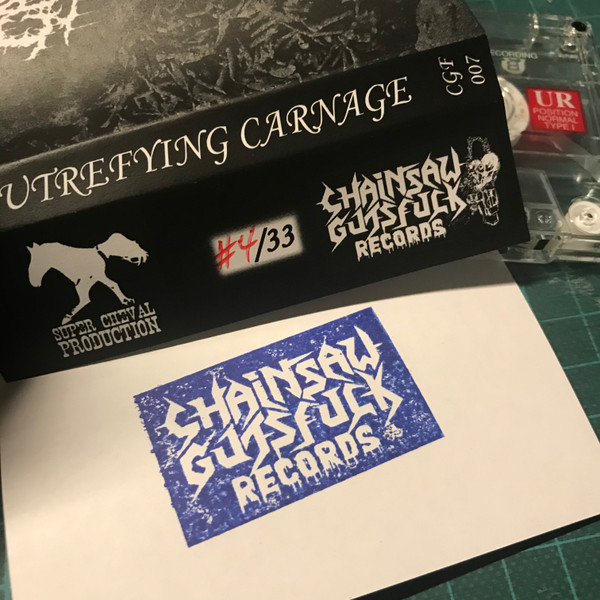 UTREFYING CARNAGE
CGF
007
SUPER CHEVAL
PRODUCTION
#4/33
CHAINSAW
GUTSFUCK
RECORDS
RECORDING
UR
POSITION
NORMAL
TYPE I
CHAINSAW
GUTSFUCK
RECORDS